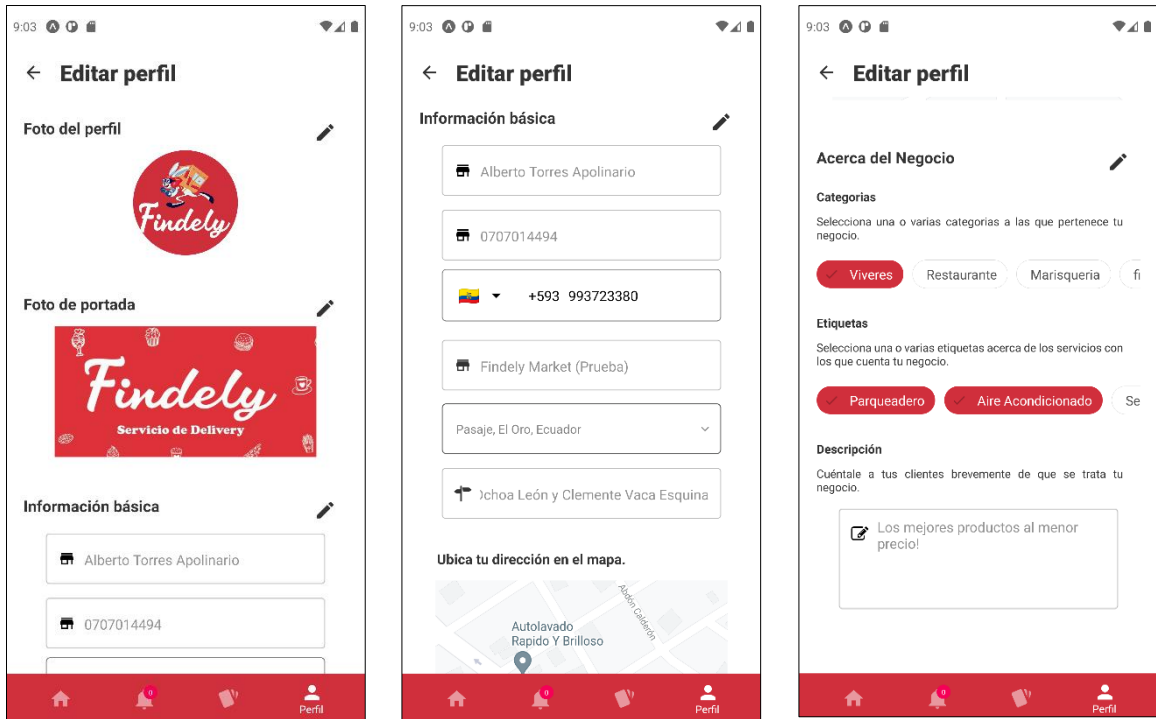 9:03
Editar perfil
Foto del perfil
Findely
Foto de portada
Findely
Servicio de Delivery
Información básica
Alberto Torres Apolinario
0707014494
0
Perfil
9:03
Editar perfil
Información básica
Alberto Torres Apolinario
0707014494
+593 993723380
Findely Market (Prueba)
Pasaje, El Oro, Ecuador
Ochoa León y Clemente Vaca Esquina
Ubica tu dirección en el mapa.
Abdón Calderón
Autolavado
Rapido Y Brilloso
0
Perfil
9:03
Editar perfil
Acerca del Negocio
Categorias
Selecciona una o varias categorias a las que pertenece tu
negocio.
Viveres Restaurante Marisqueria fi
Etiquetas
Selecciona una o varias etiquetas acerca de los servicios con
los que cuenta tu negocio.
Parqueadero Aire Acondicionado Se
Descripción
Cuéntale a tus clientes brevemente de que se trata tu
negocio.
Los mejores productos al menor
precio!
0
Perfil